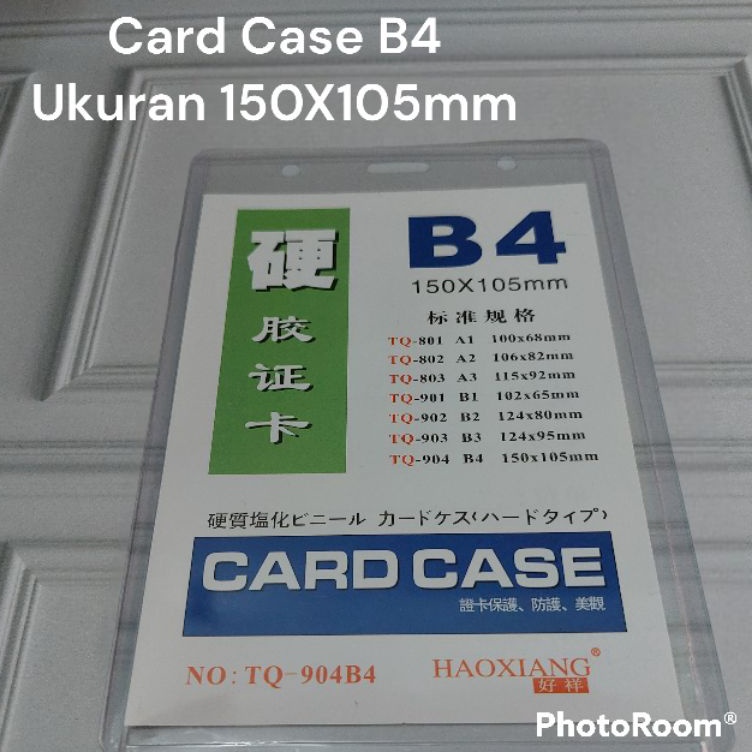 Card Case B4
Ukuran 150X105mm
硬
胶
证
卡
B4
150X105mm
标准规格
TQ-801 A1 100x68mm
TQ-802 A2 106x82mm
TQ-803 A3 115x92mm
TQ-901 B1 102x65mm
TQ-902 B2 124x80mm
TQ-903 B3 124x95mm
TQ-904 B4 150x105mm
硬質塩化ビニール カードケス(ハードタイプ)
CARD CASE
證卡保護、防護、美觀
NO: TQ-904B4
HAOXIANG®
好祥
PhotoRoom®